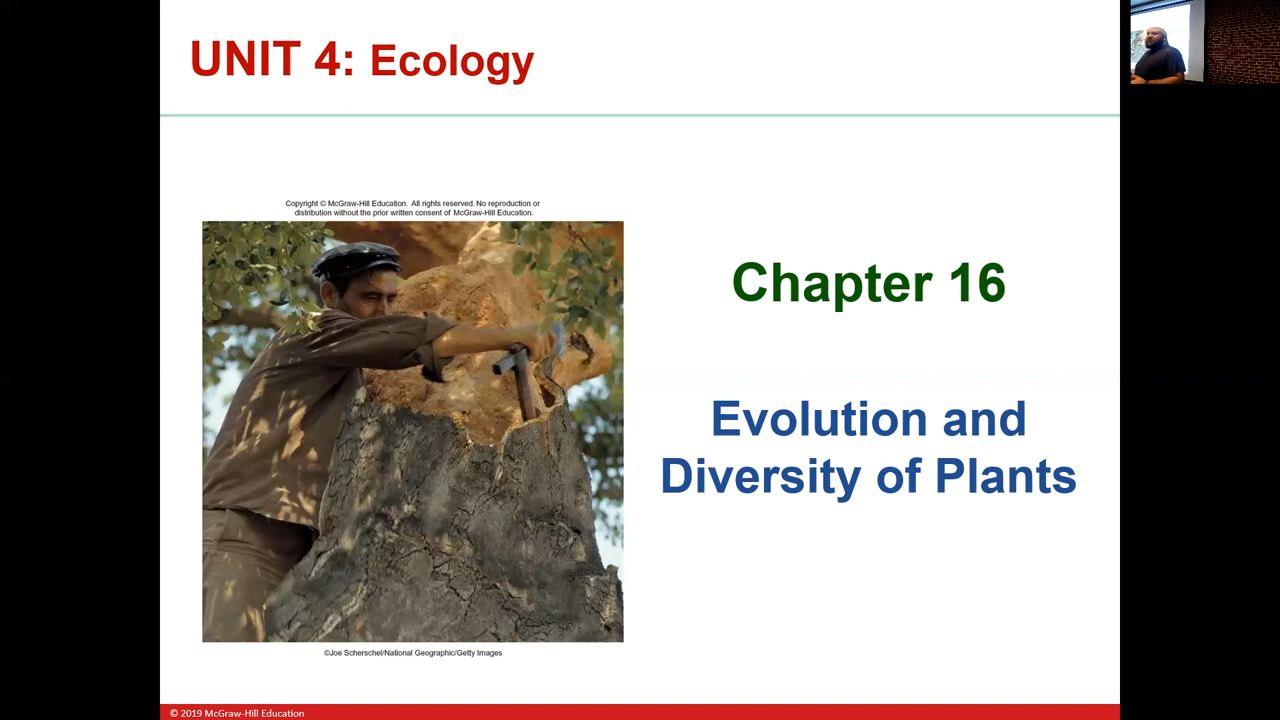 UNIT 4: Ecology
Copyright © McGraw-Hill Education. All rights reserved. No reproduction or
distribution without the prior written consent of McGraw-Hill Education.
Chapter 16
Evolution and
Diversity of Plants
©Joe Scherschel/National Geographic/Getty Images
© 2019 McGraw-Hill Education